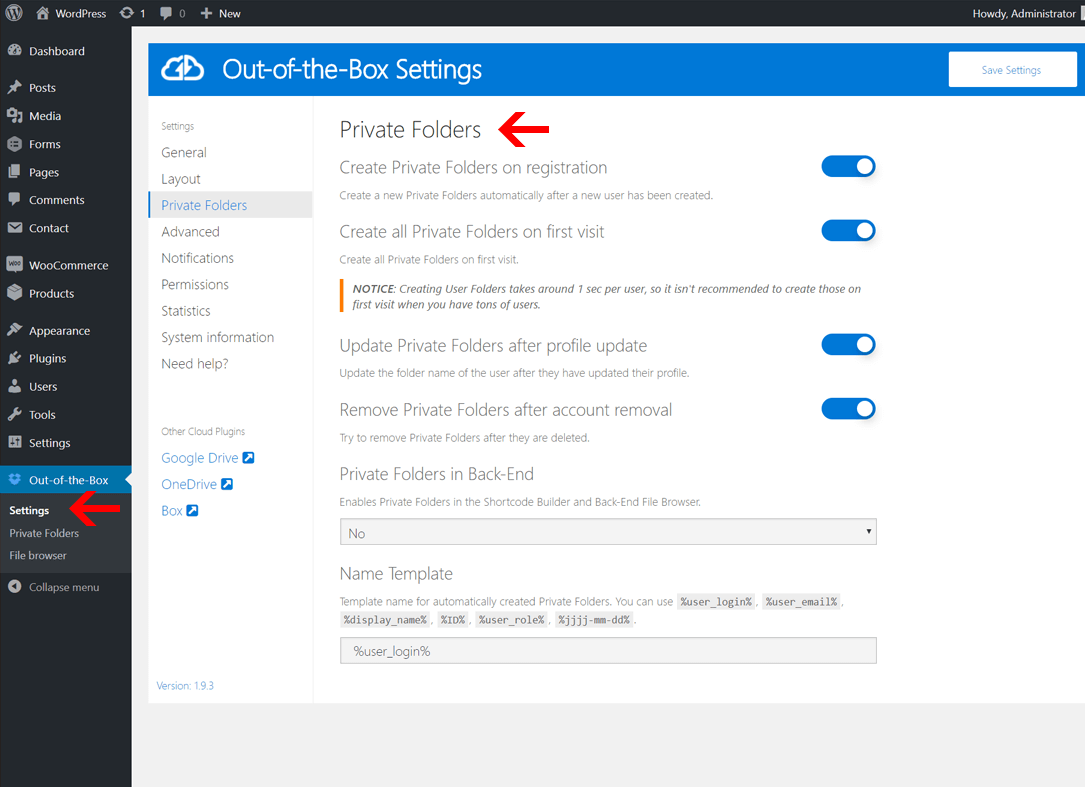 WordPress 1 0 New Howdy, Administrator
Dashboard
Posts
Media
Forms
Pages
Comments
Contact
WooCommerce
Products
Appearance
Plugins
Users
Tools
Settings
Out-of-the-Box
Settings
Private Folders
File browser
Collapse menu
Out-of-the-Box Settings
Save Settings
Settings
General
Layout
Private Folders
Advanced
Notifications
Permissions
Statistics
System information
Need help?
Other Cloud Plugins
Google Drive
OneDrive
Box
Version: 1.9.3
Private Folders
Create Private Folders on registration
Create a new Private Folders automatically after a new user has been created.
Create all Private Folders on first visit
Create all Private Folders on first visit.
NOTICE: Creating User Folders takes around 1 sec per user, so it isn't recommended to create those on
first visit when you have tons of users.
Update Private Folders after profile update
Update the folder name of the user after they have updated their profile.
Remove Private Folders after account removal
Try to remove Private Folders after they are deleted.
Private Folders in Back-End
Enables Private Folders in the Shortcode Builder and Back-End File Browser.
No
Name Template
Template name for automatically created Private Folders. You can use %user_login%, %user_email%,
%display_name%, %ID%, %user_role%, %jjjj-mm-dd%.
%user_login%